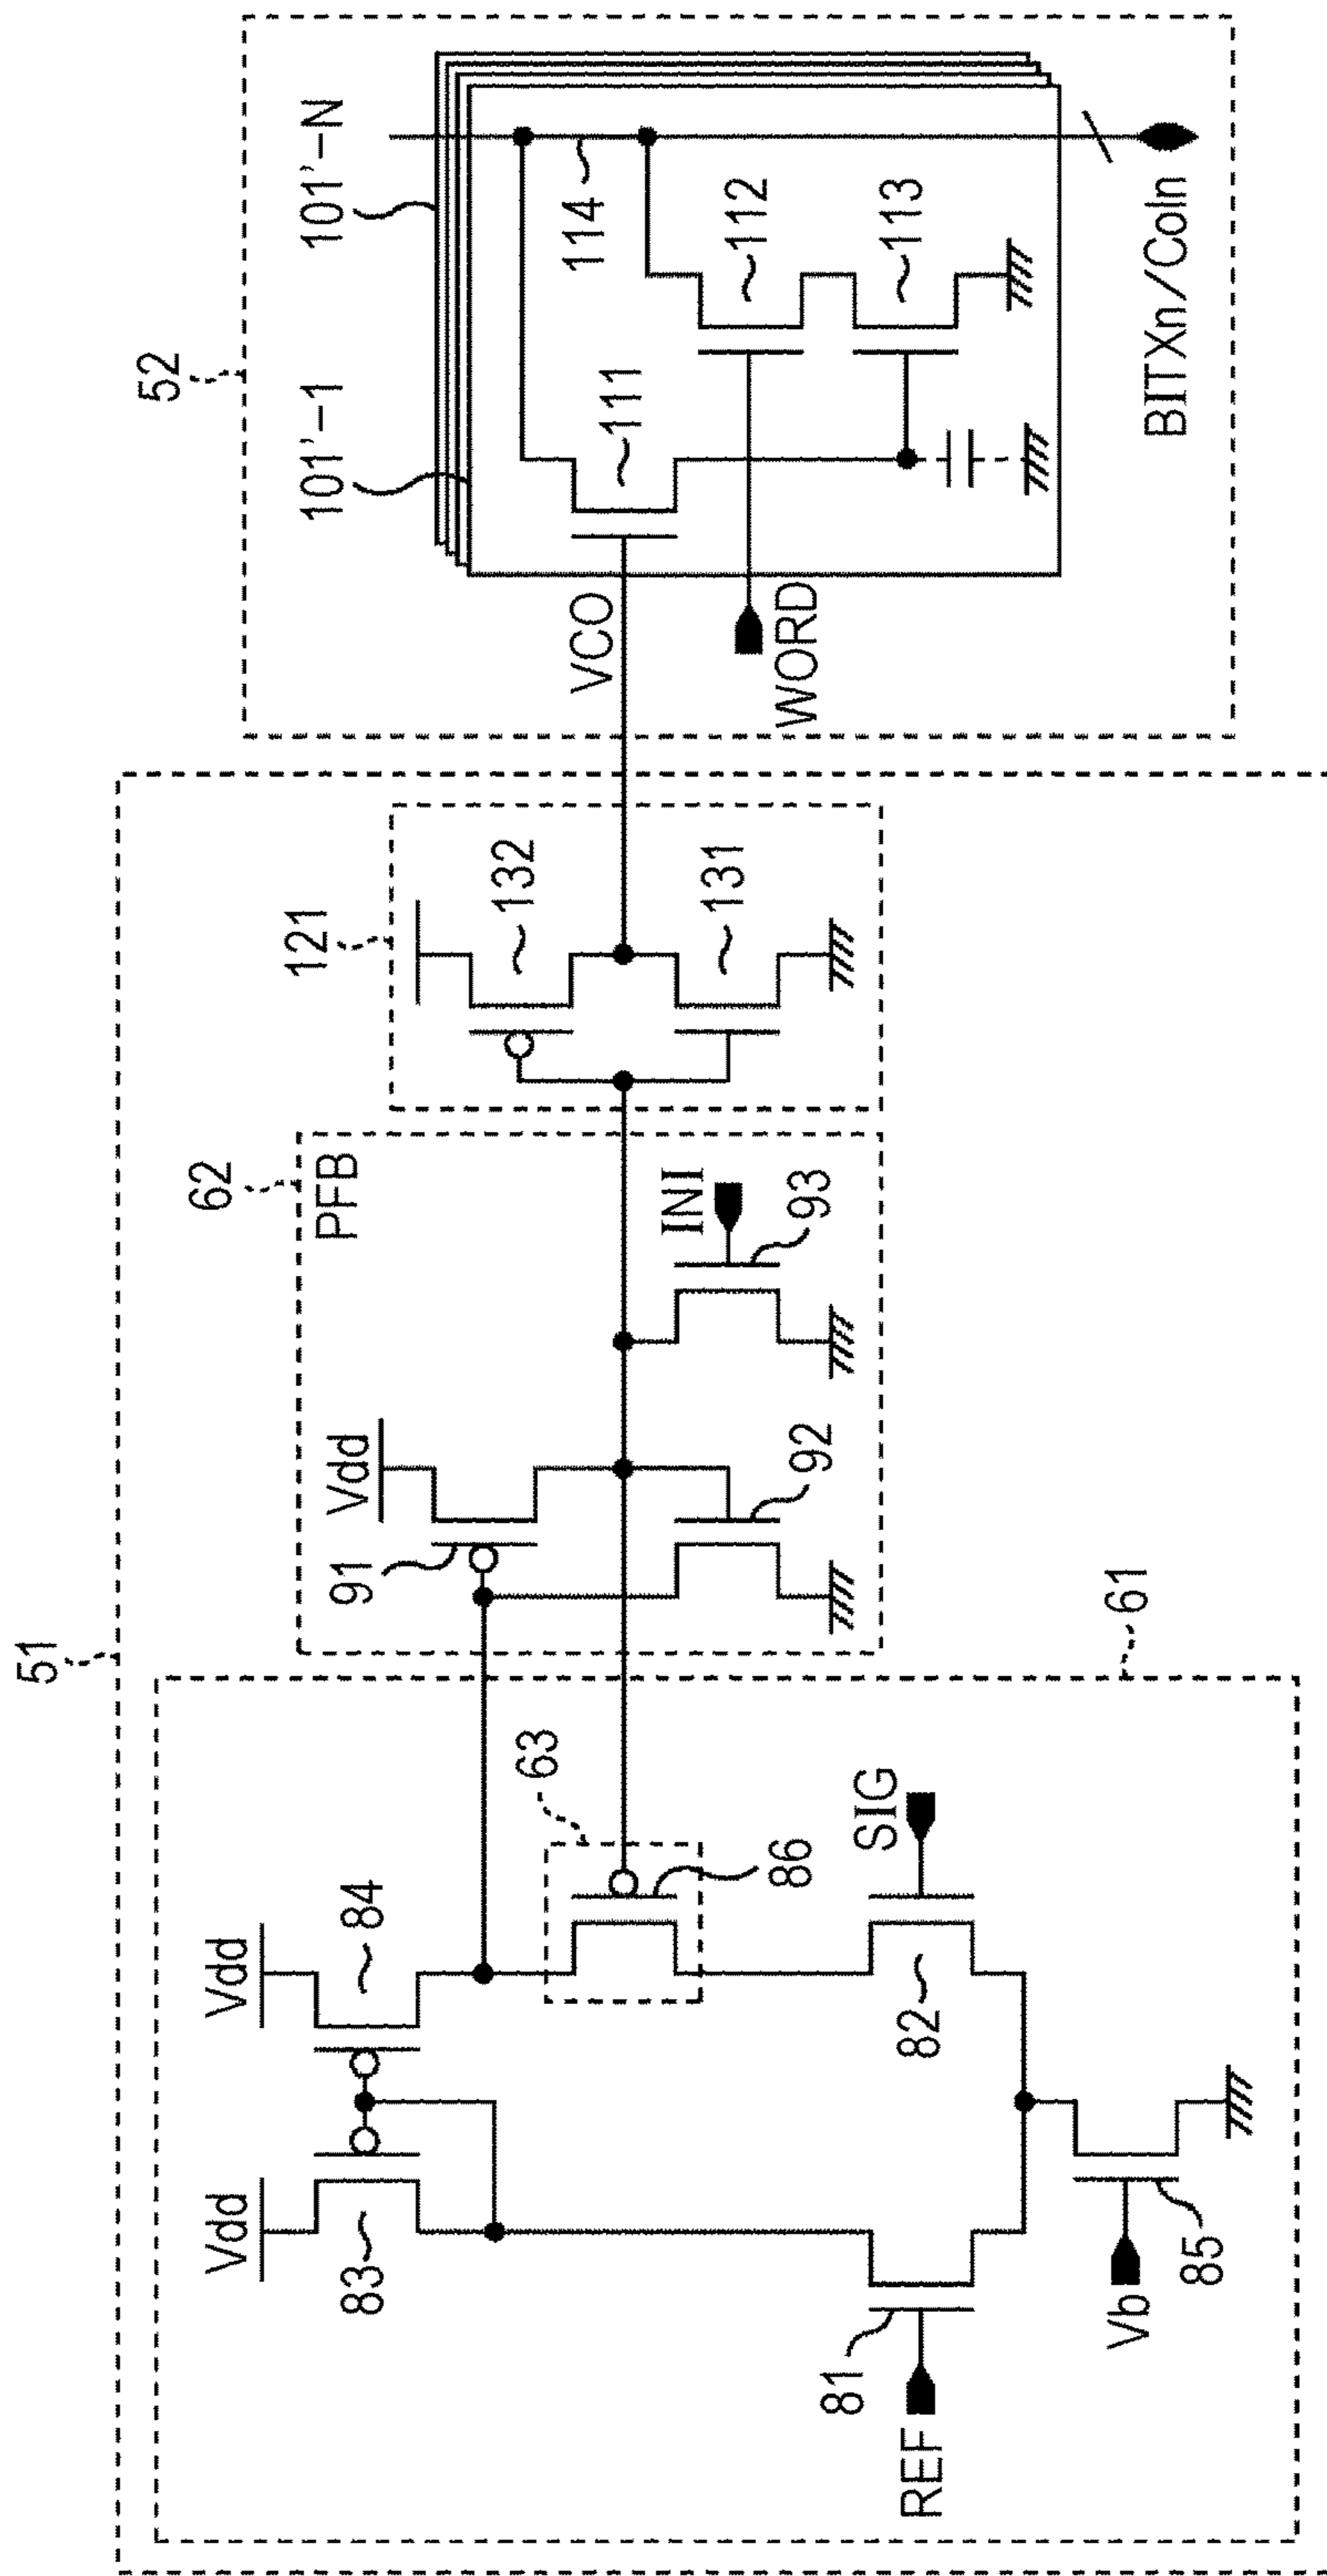 51
52
61
Vdd
Vdd
83
84
63
86
REF
81
82
SIG
Vb
85
62
PFB
Vdd
91
92
INI
93
121
132
131
VCO
WORD
101'-1
101'-N
111
114
112
113
BITXn/Coln